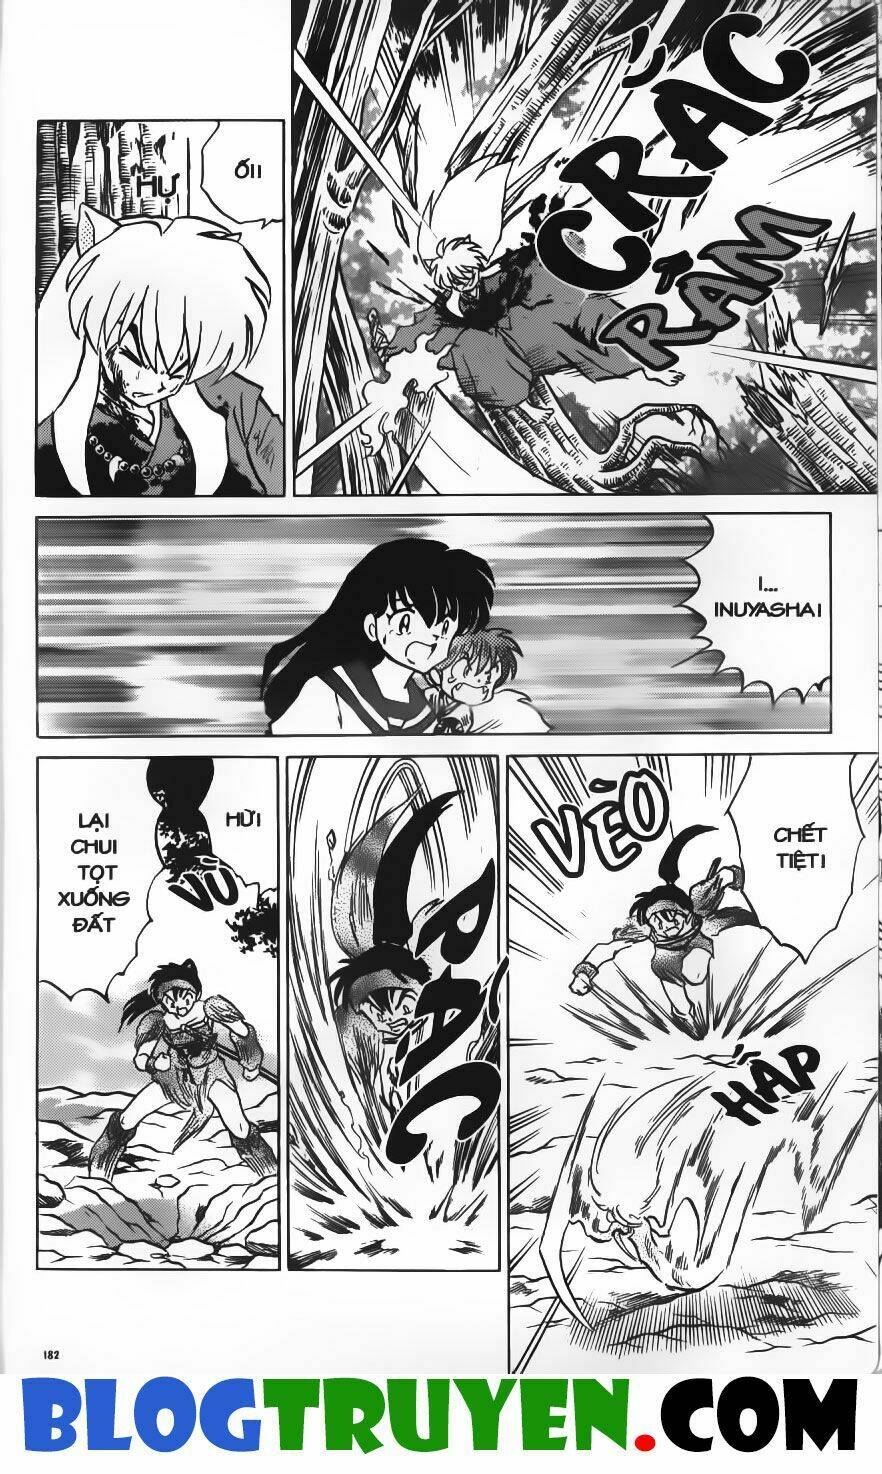 CRẮC
RẦM
ỐI!
HỰ
I...
INUYASHA!
CHẾT
TIỆT!
VÈO
HẤP
PẶC
HỪ!
LẠI
CHUI
TỌT
XUỐNG
ĐẤT
VÙ
182
BLOGTRUYEN.COM